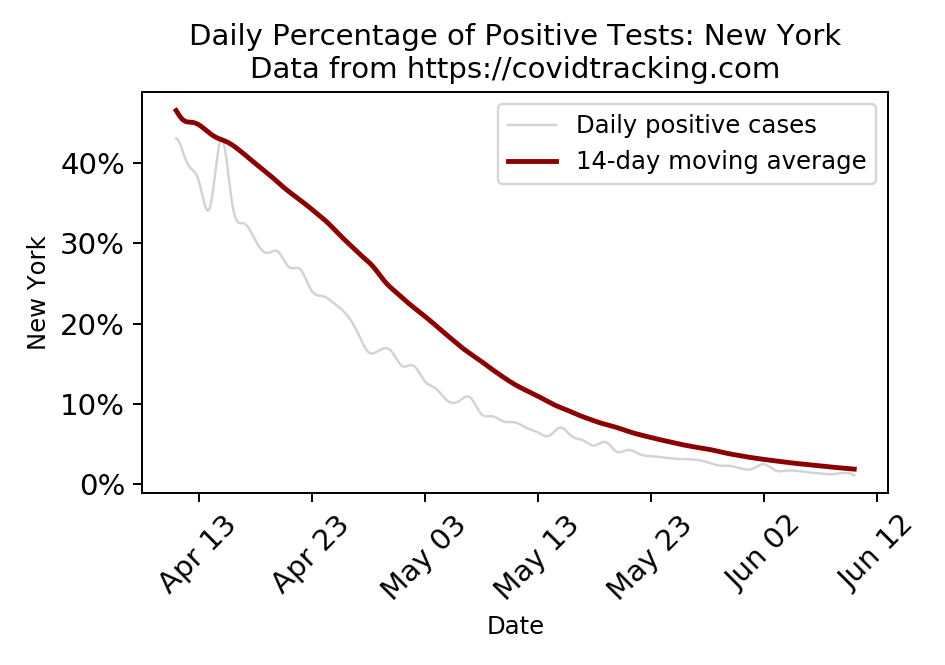 Daily Percentage of Positive Tests: New York
Data from https://covidtracking.com
Daily positive cases
14-day moving average
40%
30%
20%
10%
0%
New York
Apr 13
Apr 23
May 03
May 13
May 23
Jun 02
Jun 12
Date